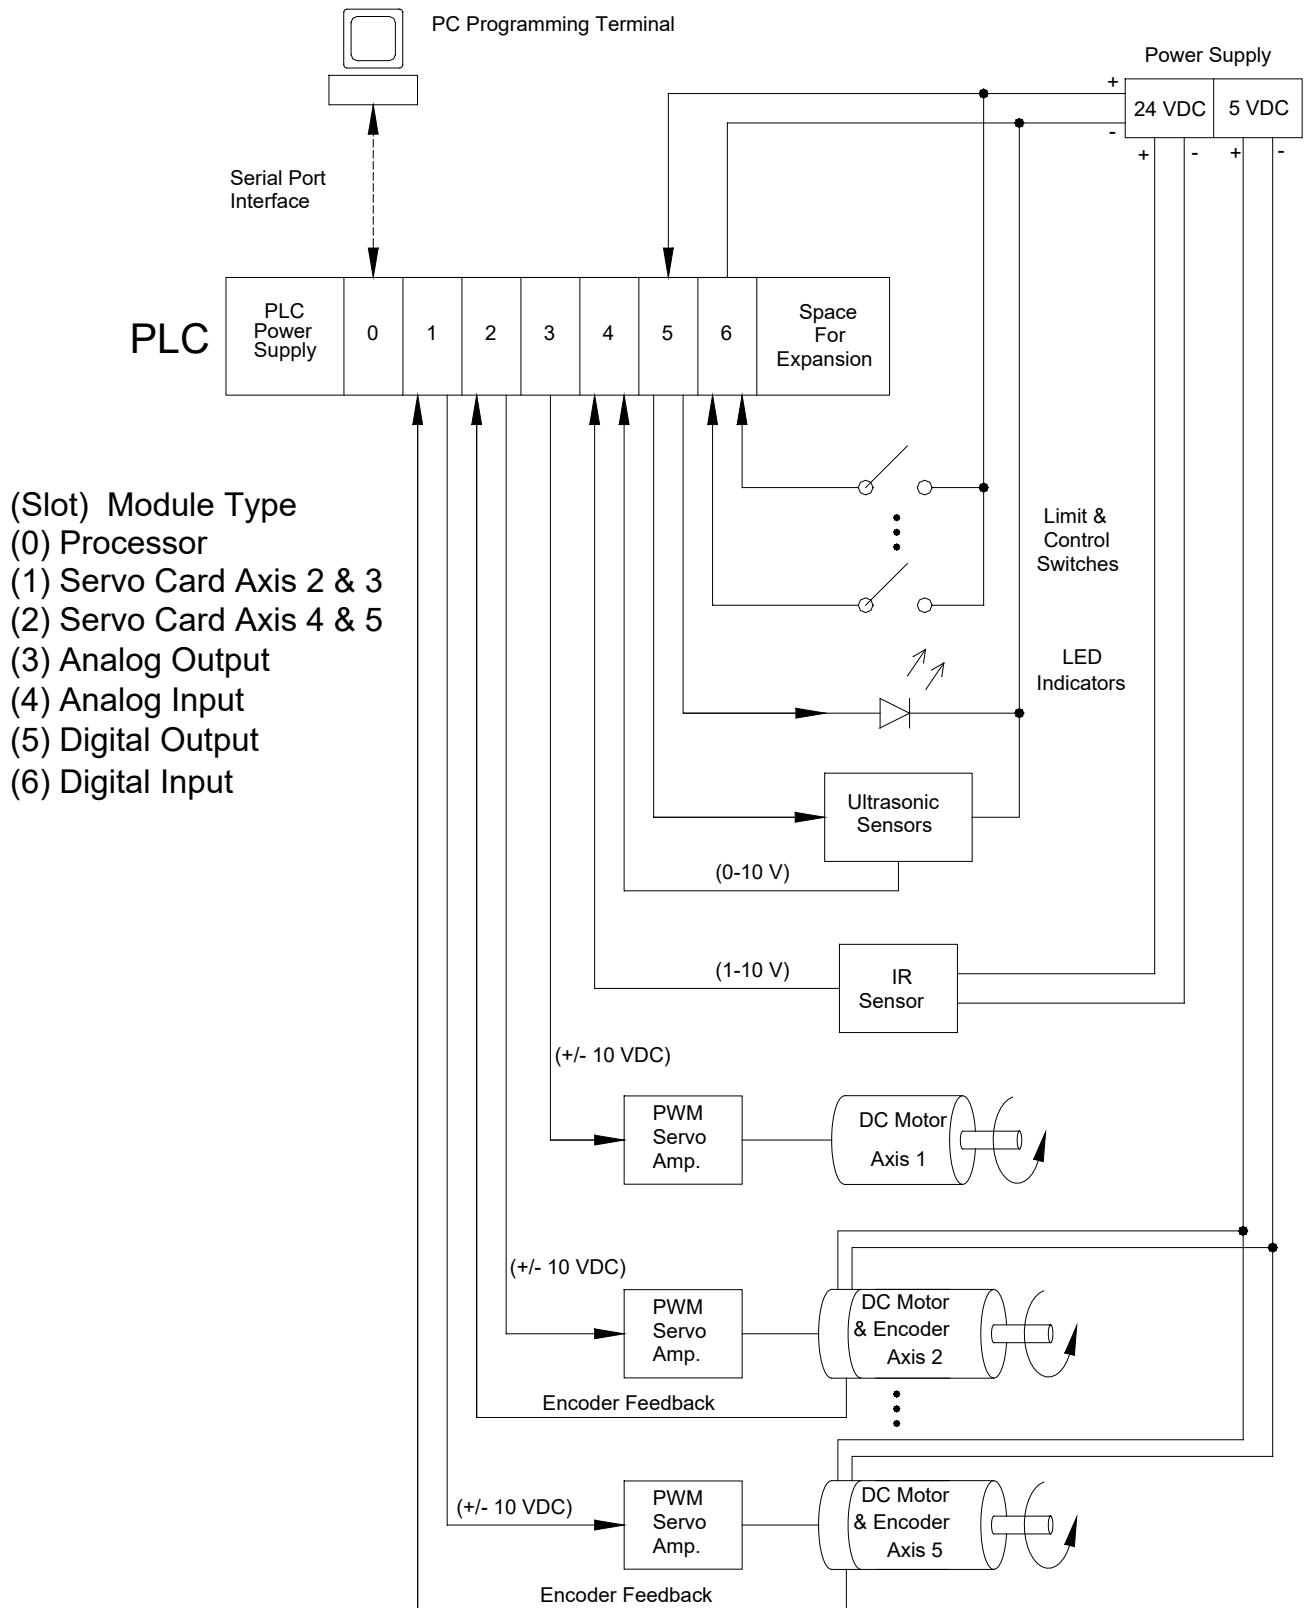 PC Programming Terminal
Power Supply
+
24 VDC
5 VDC
-
+
-
+
-
Serial Port
Interface
PLC
PLC
Power
Supply
0
1
2
3
4
5
6
Space
For
Expansion
(Slot) Module Type
(0) Processor
(1) Servo Card Axis 2 & 3
(2) Servo Card Axis 4 & 5
(3) Analog Output
(4) Analog Input
(5) Digital Output
(6) Digital Input
Limit &
Control
Switches
LED
Indicators
Ultrasonic
Sensors
(0-10 V)
(1-10 V)
IR
Sensor
(+/- 10 VDC)
PWM
Servo
Amp.
DC Motor
Axis 1
(+/- 10 VDC)
PWM
Servo
Amp.
DC Motor
& Encoder
Axis 2
Encoder Feedback
(+/- 10 VDC)
PWM
Servo
Amp.
DC Motor
& Encoder
Axis 5
Encoder Feedback